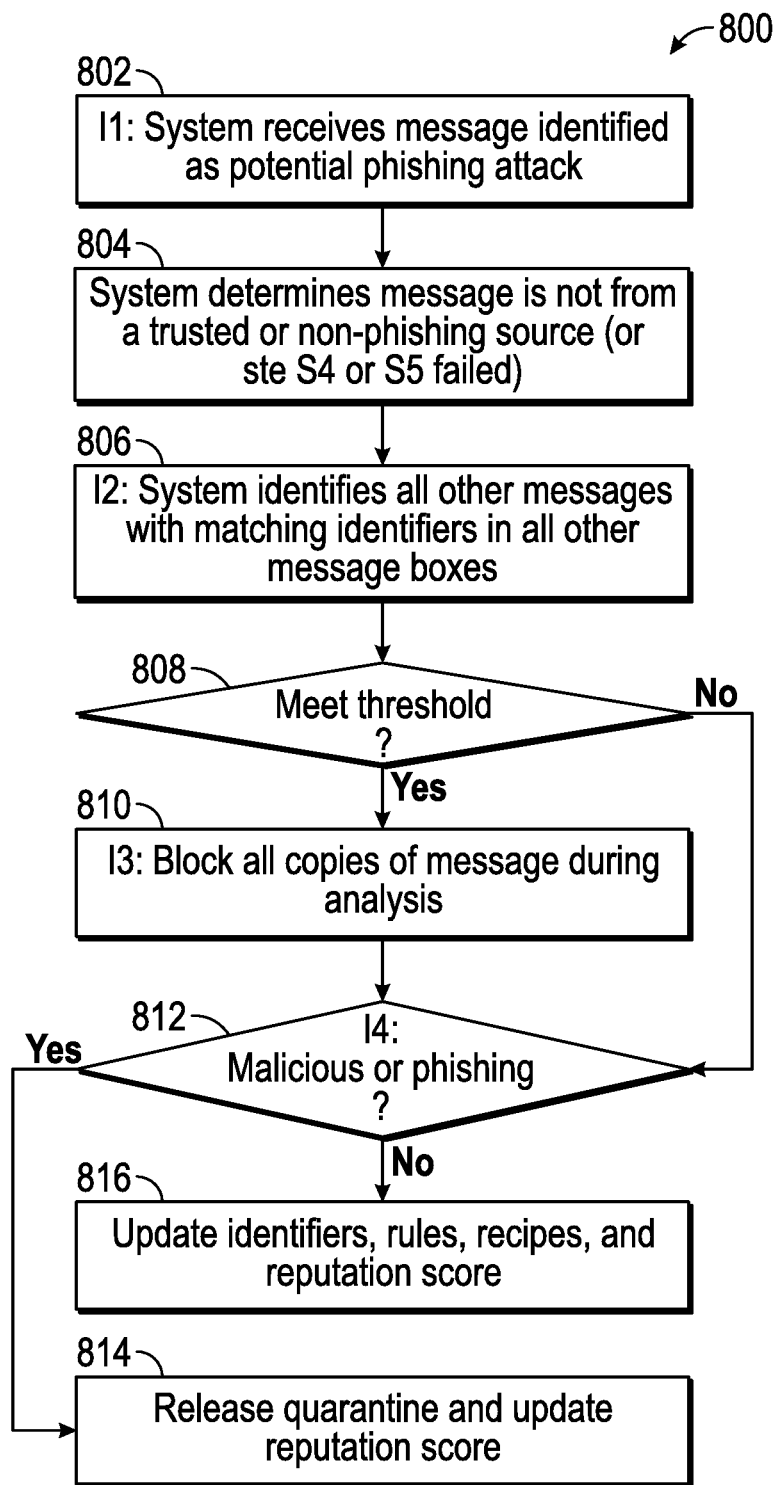 800
802
I1: System receives message identified
as potential phishing attack
804
System determines message is not from
a trusted or non-phishing source (or
ste S4 or S5 failed)
806
I2: System identifies all other messages
with matching identifiers in all other
message boxes
808
Meet threshold
?
No
Yes
810
I3: Block all copies of message during
analysis
812
I4:
Malicious or phishing
?
Yes
No
816
Update identifiers, rules, recipes, and
reputation score
814
Release quarantine and update
reputation score